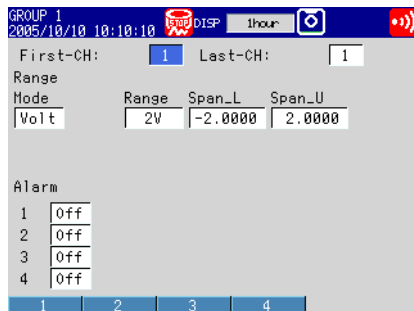 GROUP 1
2005/10/10 10:10:10 STOP DISP 1hour
First-CH: 1 Last-CH: 1
Range
Mode Range Span_L Span_U
Volt 2V -2.0000 2.0000
Alarm
1 Off
2 Off
3 Off
4 Off
1 2 3 4